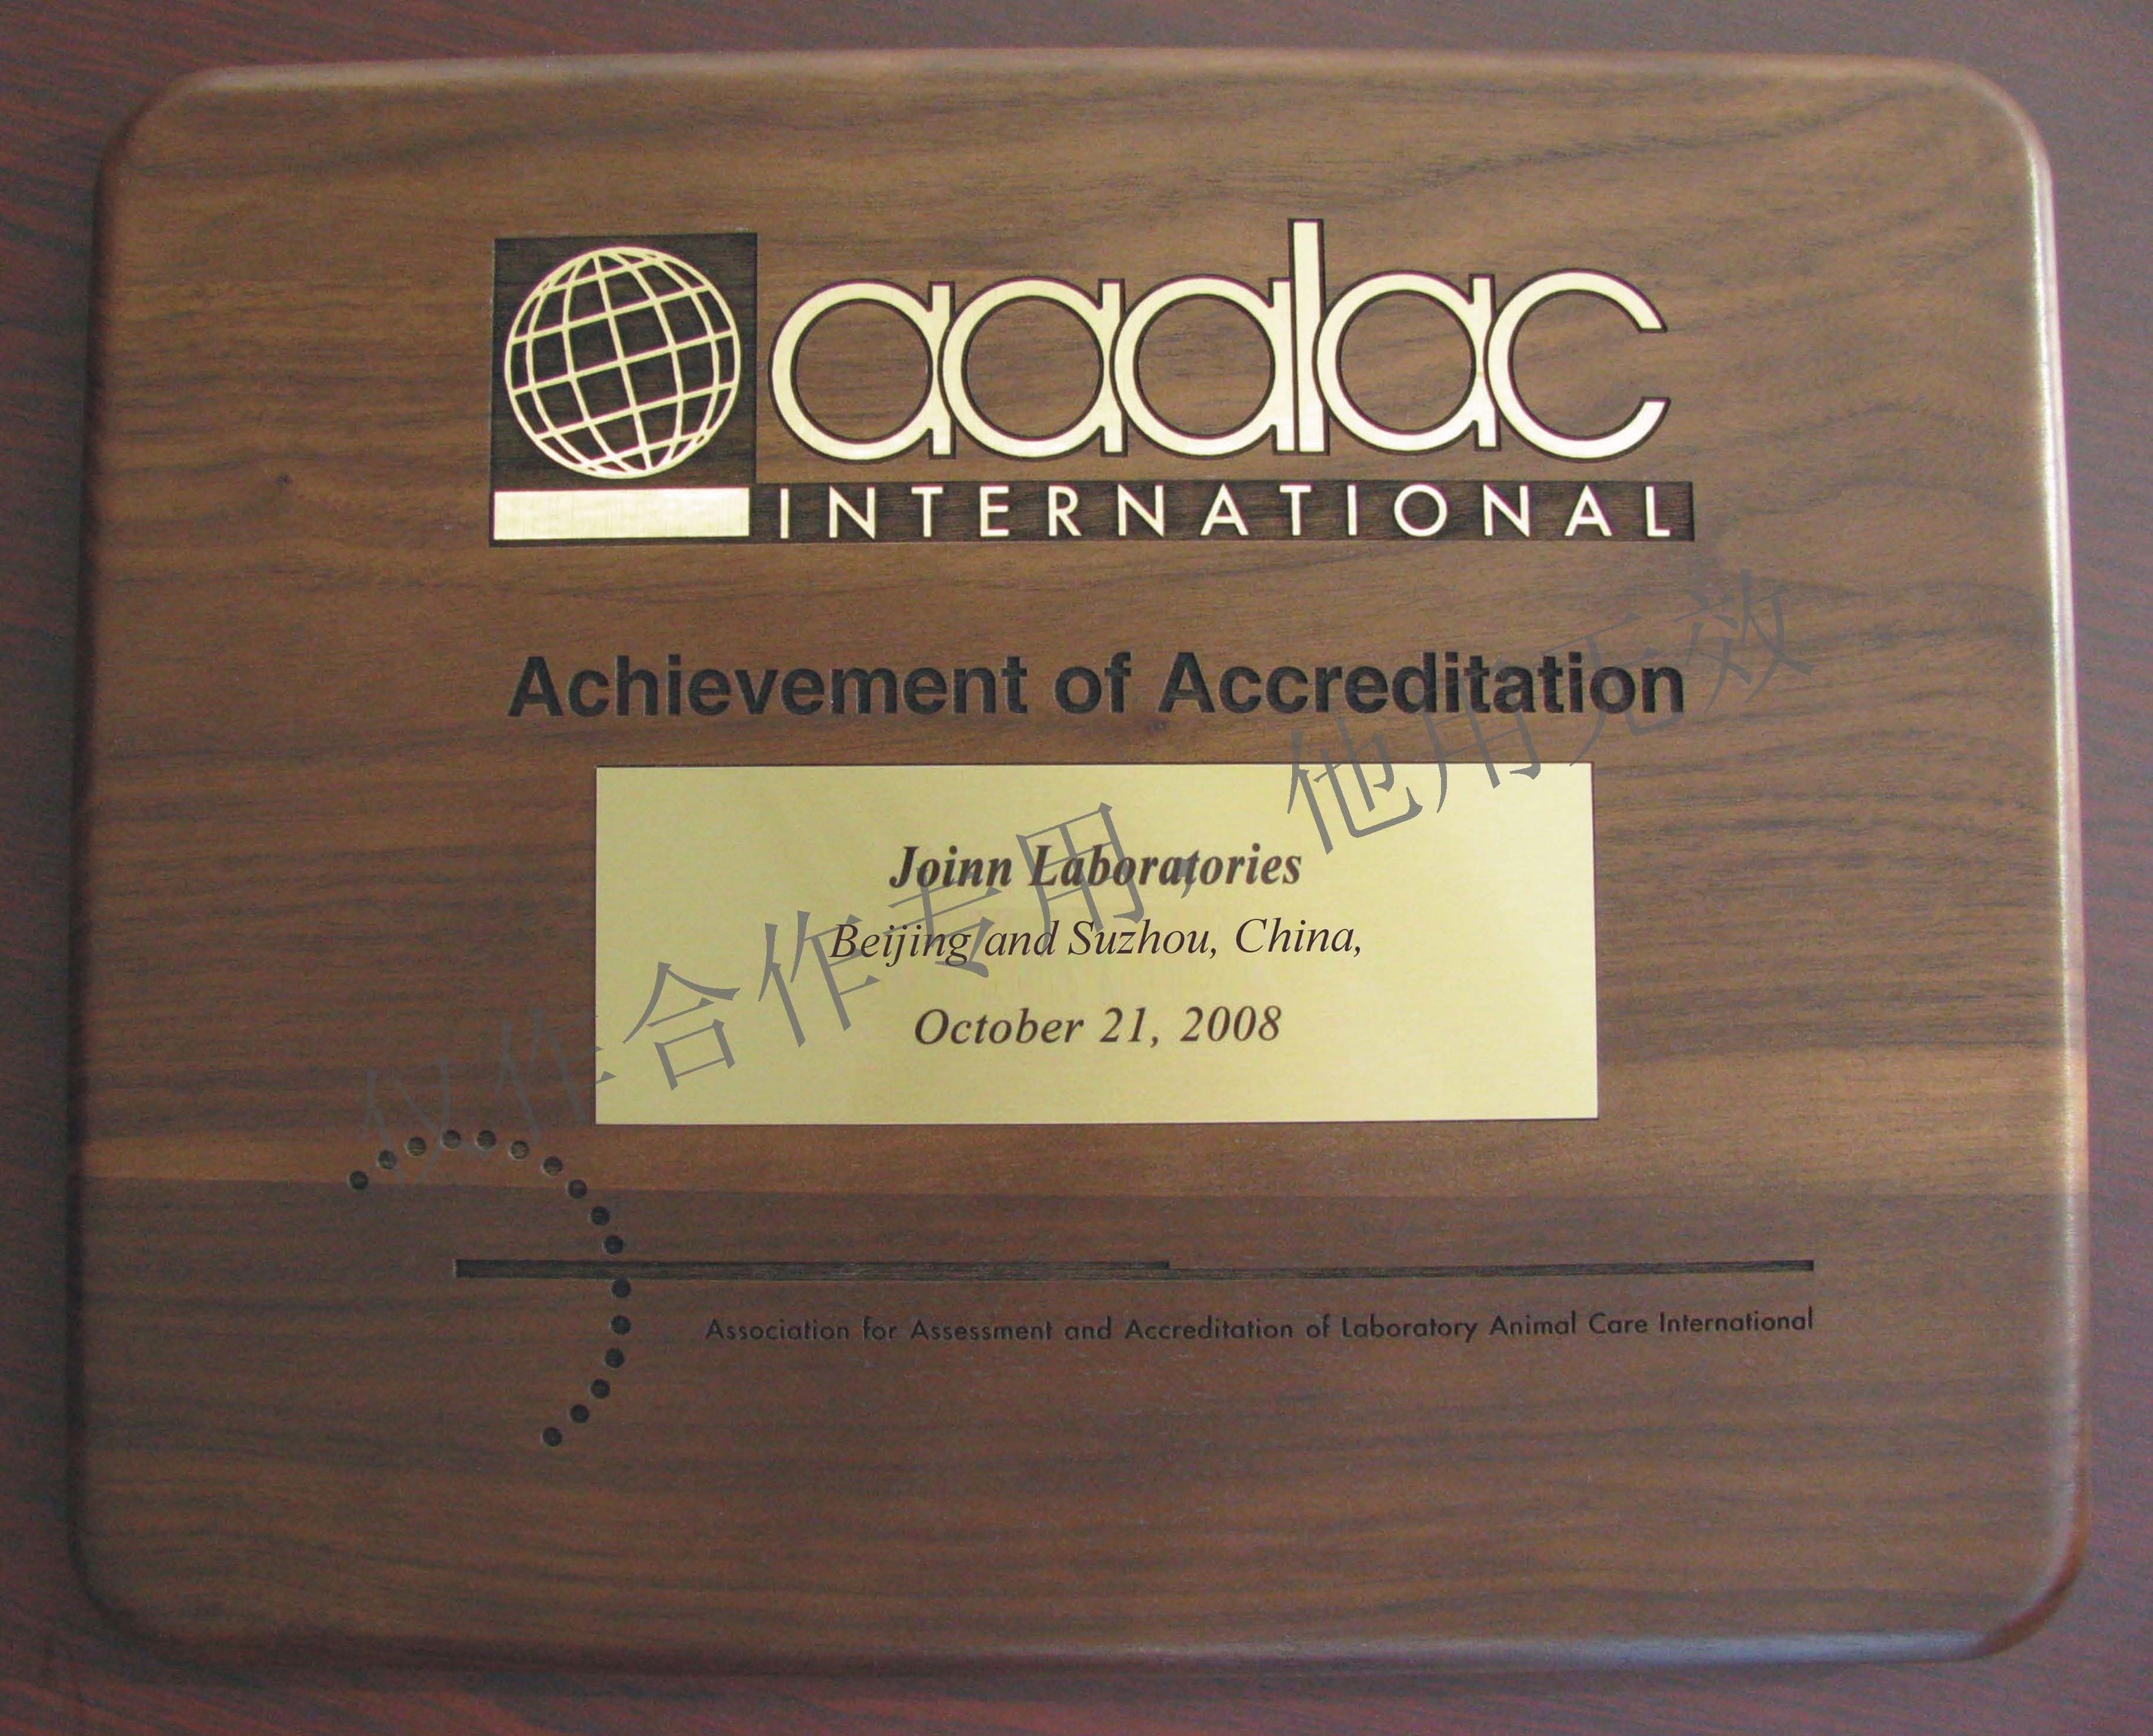 aaalac
INTERNATIONAL
Achievement of Accreditation
Joinn Laboratories
Beijing and Suzhou, China,
October 21, 2008
Association for Assessment and Accreditation of Laboratory Animal Care International
仅作合作专用，他用无效